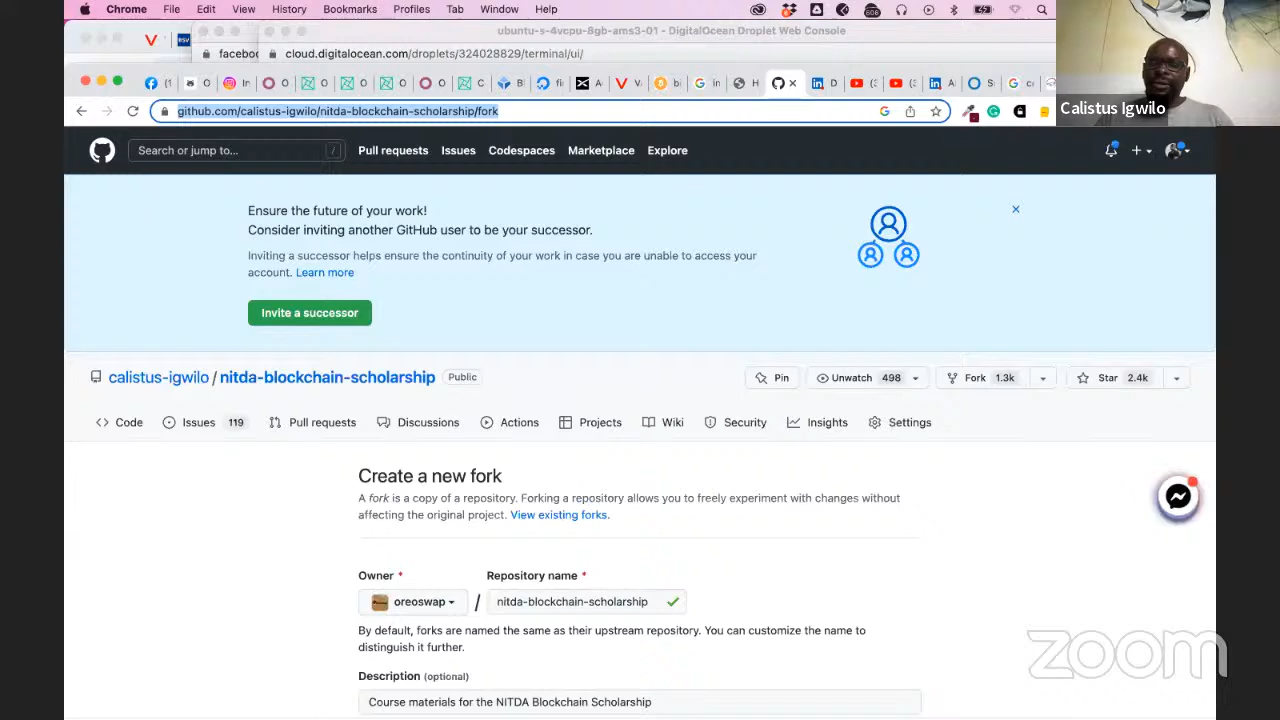 Chrome File Edit View History Bookmarks Profiles Tab Window Help
ubuntu-s-4vcpu-8gb-ams3-01 - DigitalOcean Droplet Web Console
faceboo
cloud.digitalocean.com/droplets/324028829/terminal/ui/
github.com/calistus-igwilo/nitda-blockchain-scholarship/fork
Calistus Igwilo
Search or jump to... /
Pull requests Issues Codespaces Marketplace Explore
Ensure the future of your work!
Consider inviting another GitHub user to be your successor.
Inviting a successor helps ensure the continuity of your work in case you are unable to access your
account. Learn more
Invite a successor
calistus-igwilo / nitda-blockchain-scholarship Public
Pin Unwatch 498 Fork 1.3k Star 2.4k
Code Issues 119 Pull requests Discussions Actions Projects Wiki Security Insights Settings
Create a new fork
A fork is a copy of a repository. Forking a repository allows you to freely experiment with changes without
affecting the original project. View existing forks.
Owner * Repository name *
oreoswap / nitda-blockchain-scholarship
By default, forks are named the same as their upstream repository. You can customize the name to
distinguish it further.
Description (optional)
Course materials for the NITDA Blockchain Scholarship
zoom